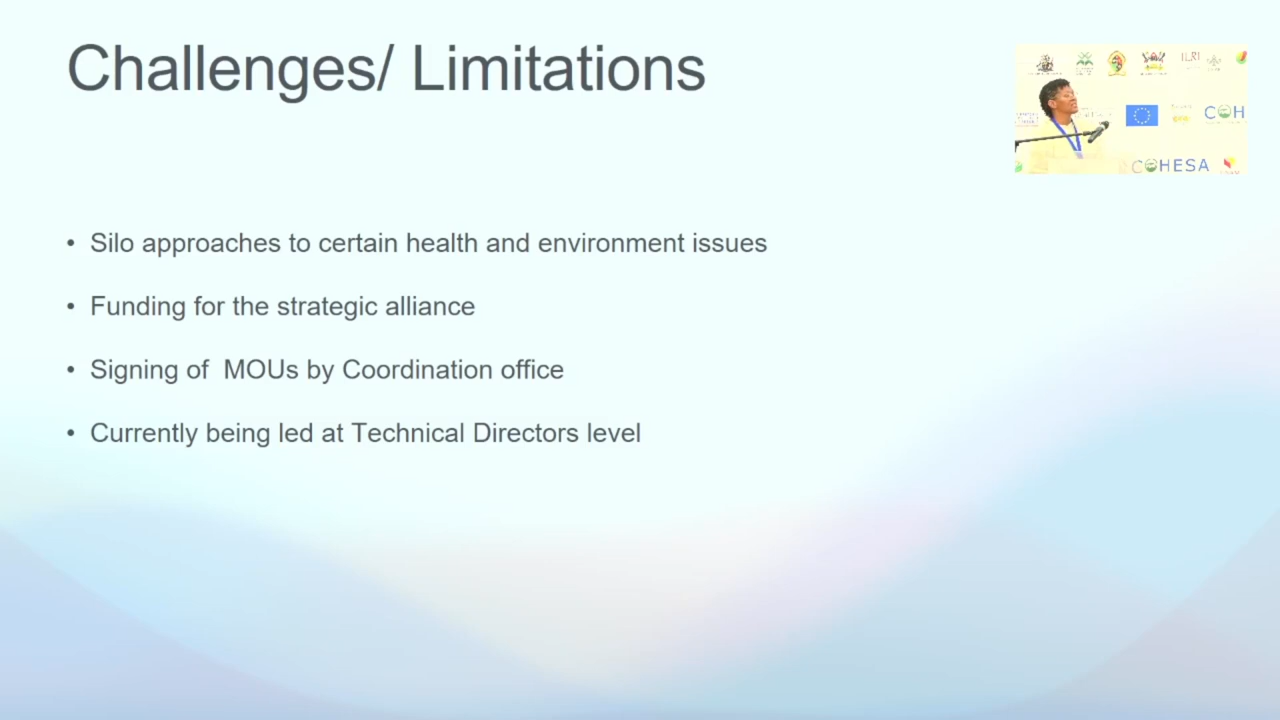 Challenges/ Limitations
ILRI
COH
COHESA
• Silo approaches to certain health and environment issues
• Funding for the strategic alliance
• Signing of  MOUs by Coordination office
• Currently being led at Technical Directors level